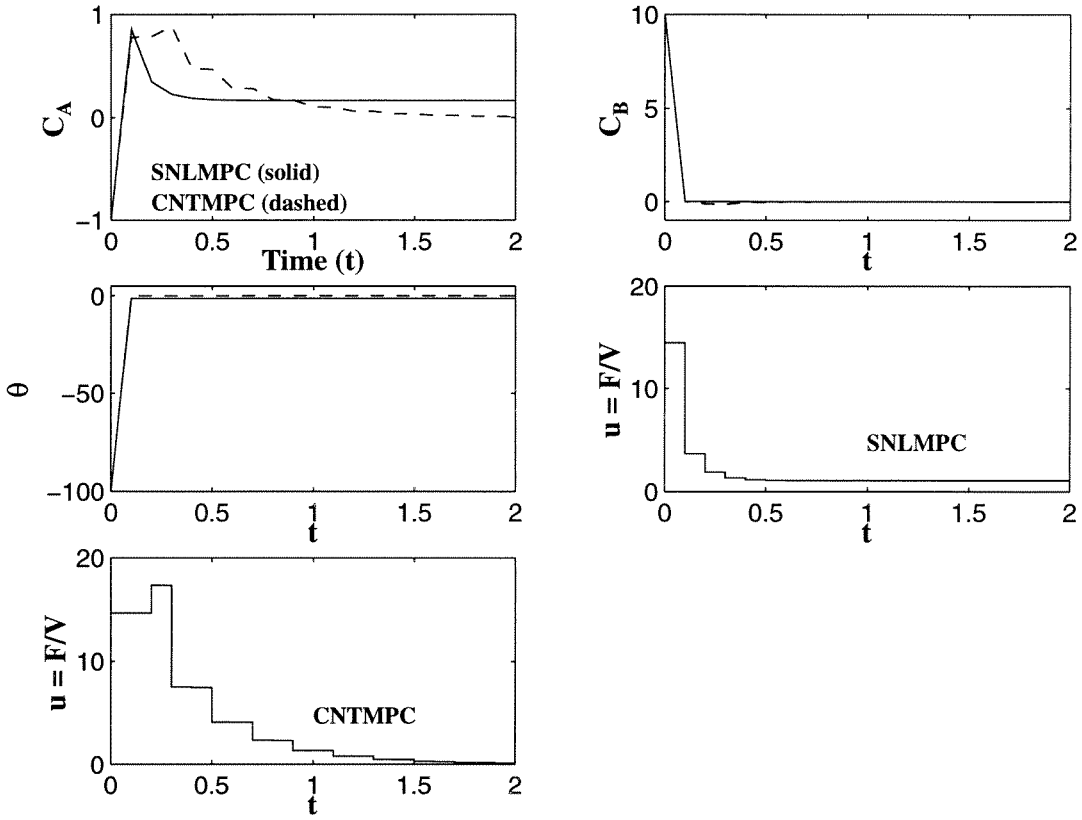 1
0
−1
C_A
SNLMPC (solid)
CNTMPC (dashed)
0 0.5 1 1.5 2
Time (t)
10
5
0
C_B
0 0.5 1 1.5 2
t
0
−50
−100
θ
0 0.5 1 1.5 2
t
20
10
0
u = F/V
SNLMPC
0 0.5 1 1.5 2
t
20
10
0
u = F/V
CNTMPC
0 0.5 1 1.5 2
t